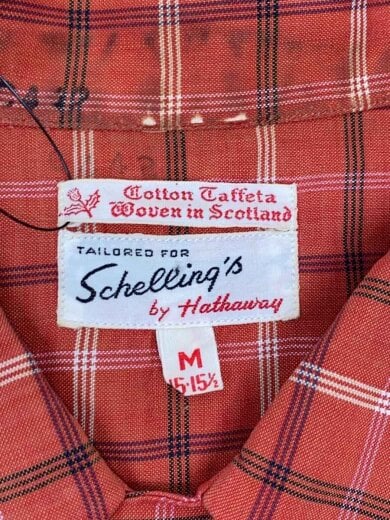 Cotton Taffeta
Woven in Scotland
TAILORED FOR
Schelling's
by Hathaway
M
15·15½